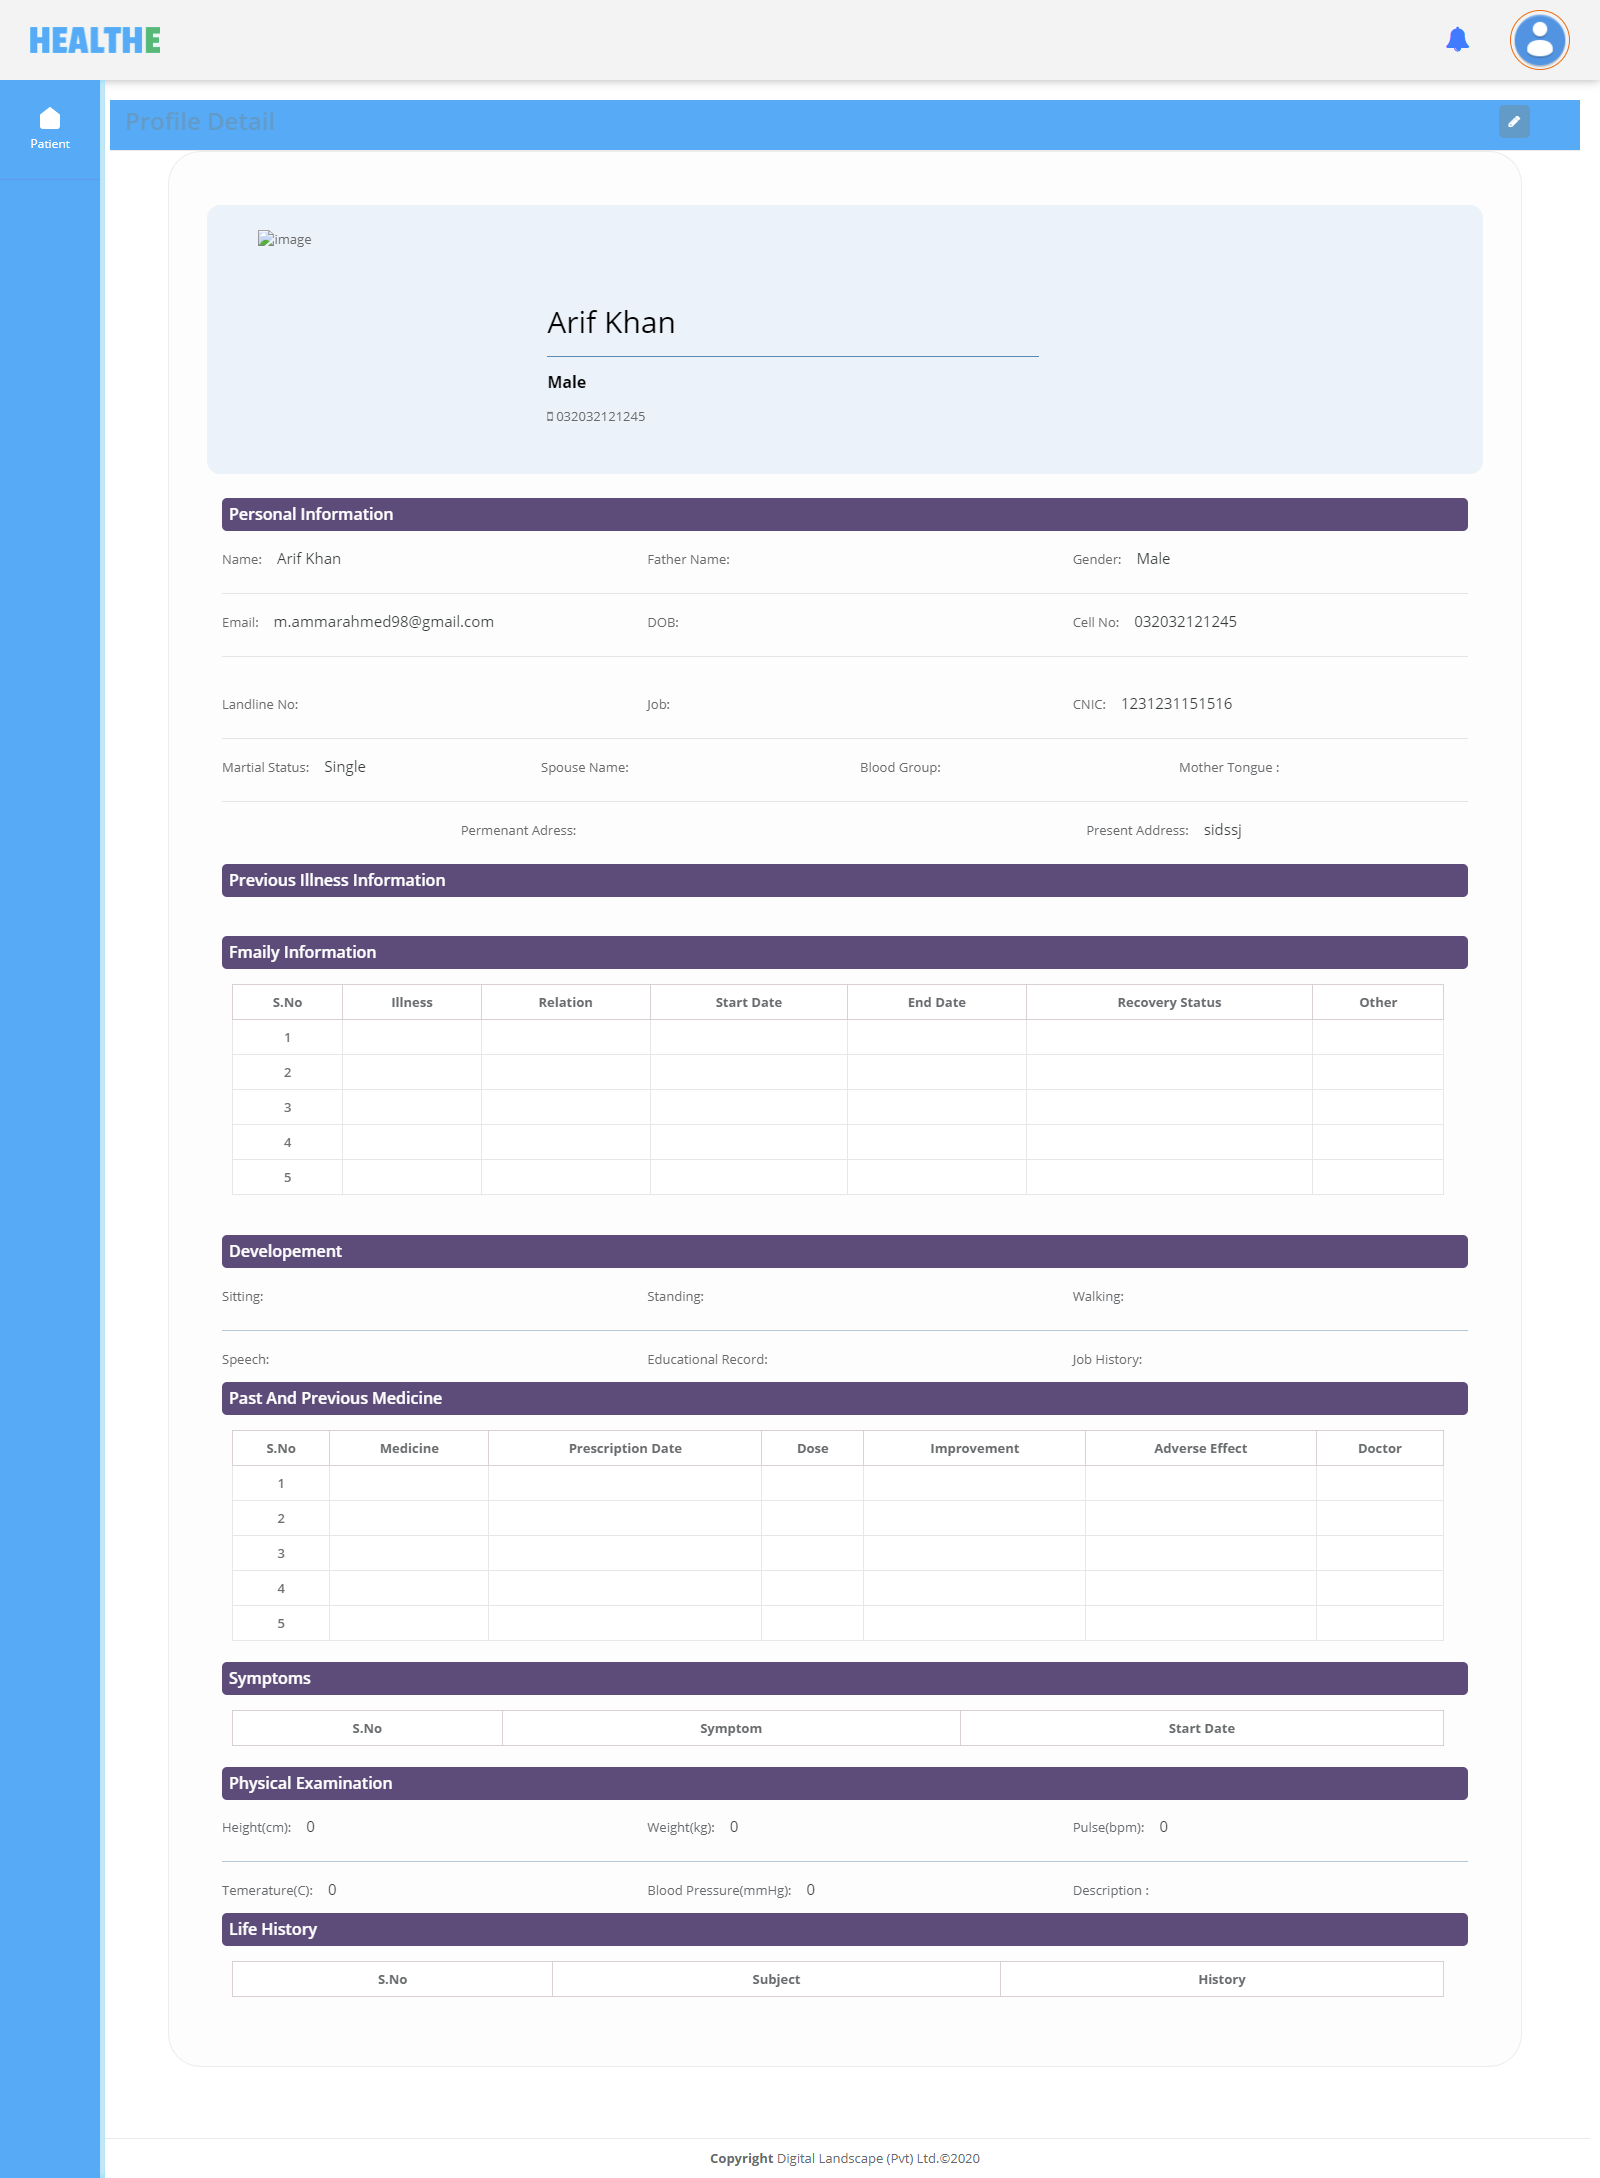 HEALTHE
Patient
Profile Detail
image
Arif Khan
Male
032032121245
Personal Information
Name: Arif Khan Father Name: Gender: Male
Email: m.ammarahmed98@gmail.com DOB: Cell No: 032032121245
Landline No: Job: CNIC: 1231231151516
Martial Status: Single Spouse Name: Blood Group: Mother Tongue :
Permenant Adress: Present Address: sidssj
Previous Illness Information
Fmaily Information
S.No Illness Relation Start Date End Date Recovery Status Other
1
2
3
4
5
Developement
Sitting: Standing: Walking:
Speech: Educational Record: Job History:
Past And Previous Medicine
S.No Medicine Prescription Date Dose Improvement Adverse Effect Doctor
1
2
3
4
5
Symptoms
S.No Symptom Start Date
Physical Examination
Height(cm): 0 Weight(kg): 0 Pulse(bpm): 0
Temerature(C): 0 Blood Pressure(mmHg): 0 Description :
Life History
S.No Subject History
Copyright Digital Landscape (Pvt) Ltd.©2020